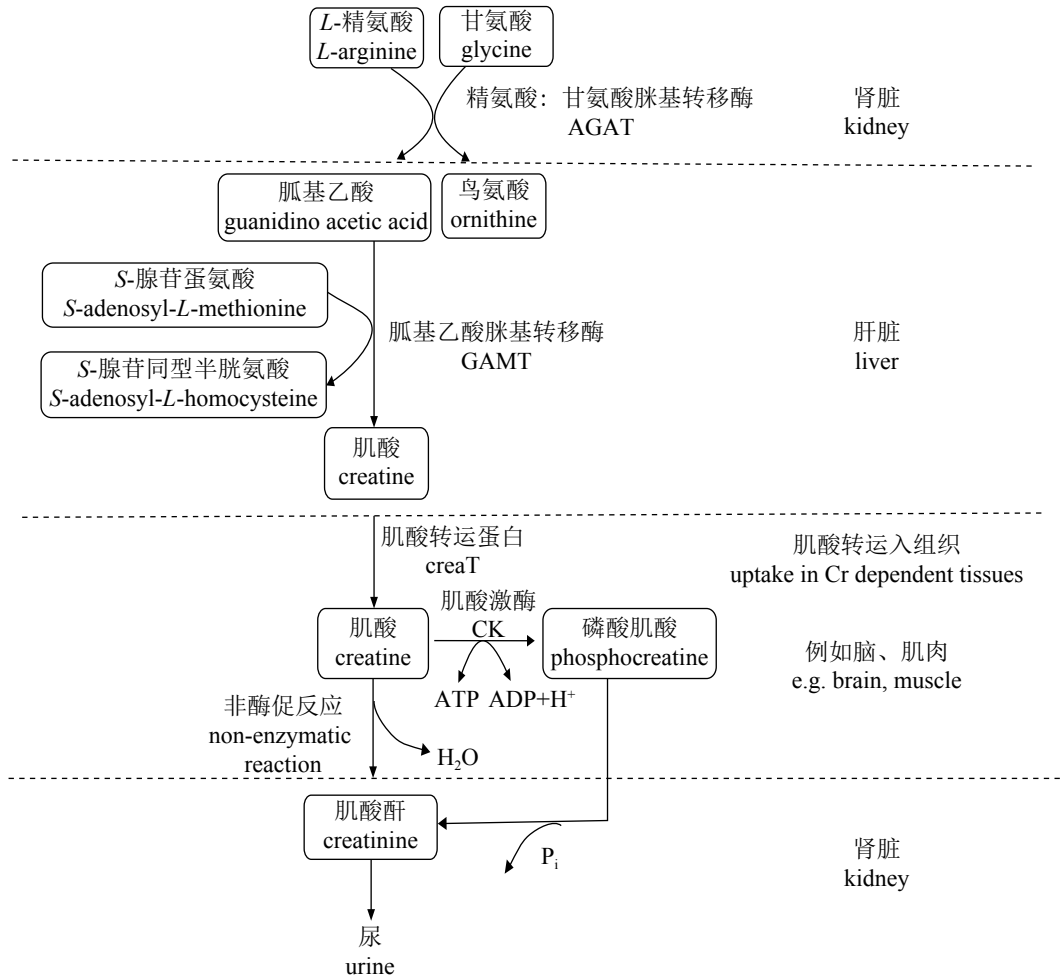 L-精氨酸
L-arginine
甘氨酸
glycine
精氨酸：甘氨酸脒基转移酶
AGAT
肾脏
kidney
胍基乙酸
guanidino acetic acid
鸟氨酸
ornithine
S-腺苷蛋氨酸
S-adenosyl-L-methionine
胍基乙酸脒基转移酶
GAMT
肝脏
liver
S-腺苷同型半胱氨酸
S-adenosyl-L-homocysteine
肌酸
creatine
肌酸转运蛋白
creaT
肌酸转运入组织
uptake in Cr dependent tissues
肌酸
creatine
肌酸激酶
CK
ATP ADP+H⁺
磷酸肌酸
phosphocreatine
例如脑、肌肉
e.g. brain, muscle
非酶促反应
non-enzymatic
reaction
H₂O
肌酸酐
creatinine
Pᵢ
肾脏
kidney
尿
urine